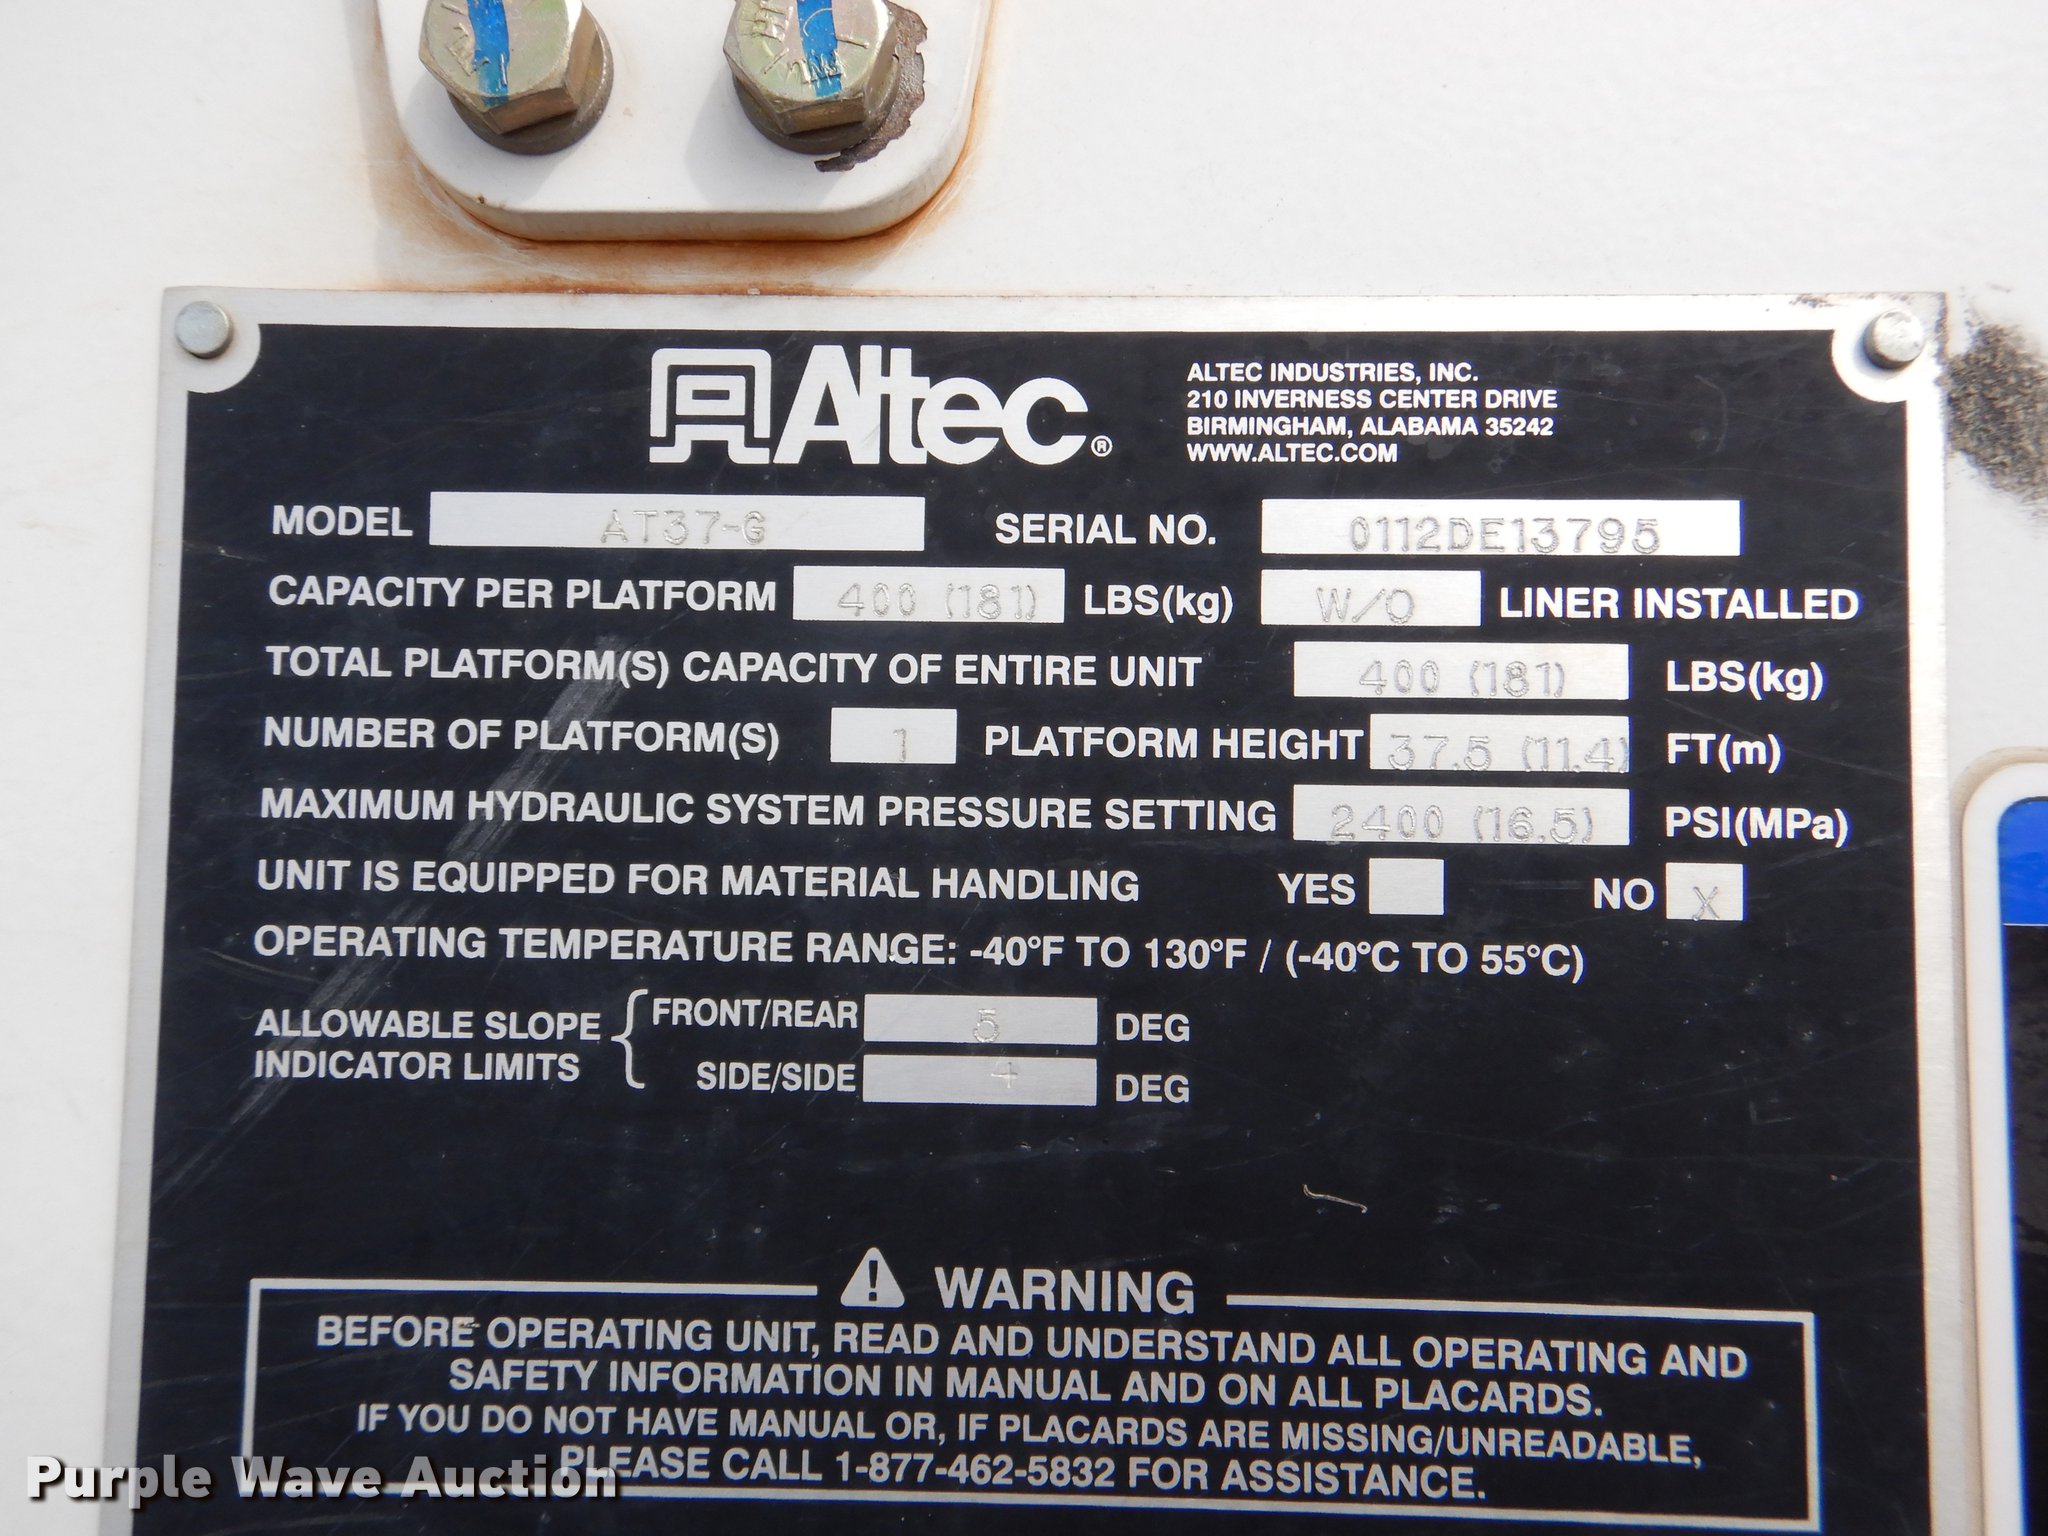 Altec®
ALTEC INDUSTRIES, INC.
210 INVERNESS CENTER DRIVE
BIRMINGHAM, ALABAMA 35242
WWW.ALTEC.COM
MODEL AT37-G SERIAL NO. 0112DE13795
CAPACITY PER PLATFORM 400 (181) LBS(kg) W/O LINER INSTALLED
TOTAL PLATFORM(S) CAPACITY OF ENTIRE UNIT 400 (181) LBS(kg)
NUMBER OF PLATFORM(S) 1 PLATFORM HEIGHT 37.5 (11.4) FT(m)
MAXIMUM HYDRAULIC SYSTEM PRESSURE SETTING 2400 (16.5) PSI(MPa)
UNIT IS EQUIPPED FOR MATERIAL HANDLING YES NO X
OPERATING TEMPERATURE RANGE: -40°F TO 130°F / (-40°C TO 55°C)
ALLOWABLE SLOPE INDICATOR LIMITS
FRONT/REAR 5 DEG
SIDE/SIDE 4 DEG
WARNING
BEFORE OPERATING UNIT, READ AND UNDERSTAND ALL OPERATING AND
SAFETY INFORMATION IN MANUAL AND ON ALL PLACARDS.
IF YOU DO NOT HAVE MANUAL OR, IF PLACARDS ARE MISSING/UNREADABLE,
PLEASE CALL 1-877-462-5832 FOR ASSISTANCE.
Purple Wave Auction